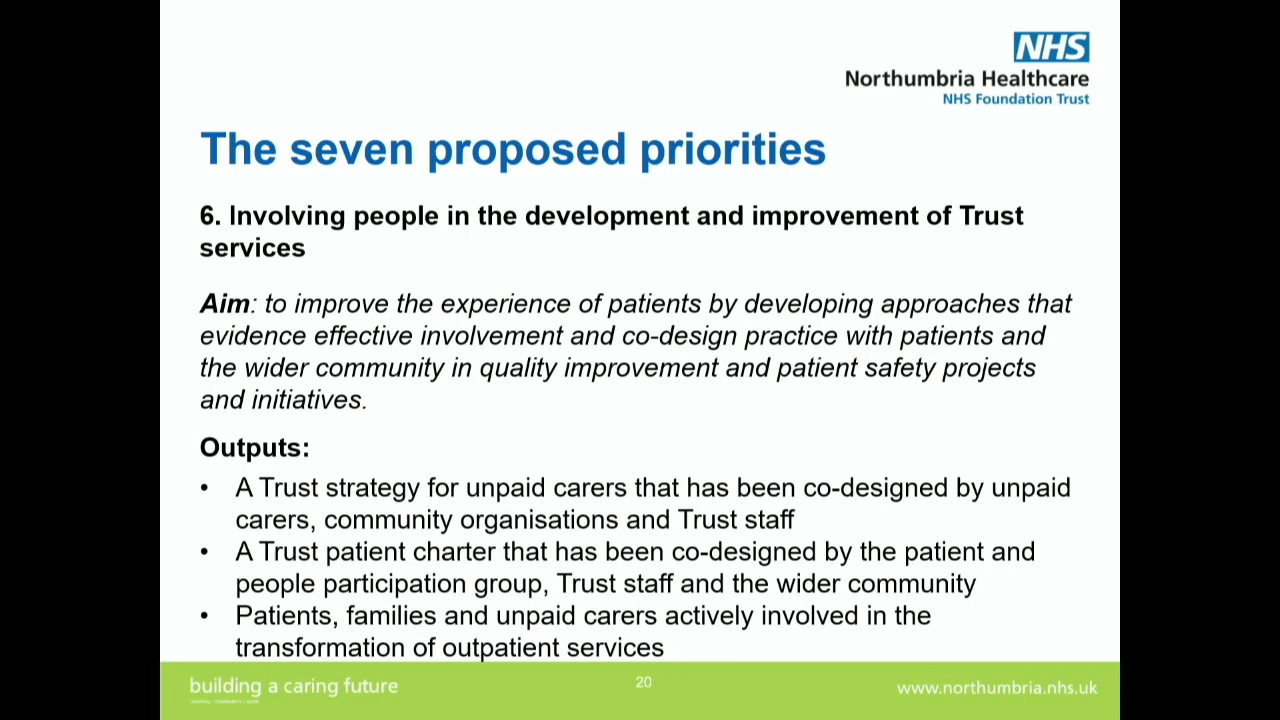 NHS
Northumbria Healthcare
NHS Foundation Trust
The seven proposed priorities
6. Involving people in the development and improvement of Trust
services
Aim: to improve the experience of patients by developing approaches that
evidence effective involvement and co-design practice with patients and
the wider community in quality improvement and patient safety projects
and initiatives.
Outputs:
• A Trust strategy for unpaid carers that has been co-designed by unpaid
carers, community organisations and Trust staff
• A Trust patient charter that has been co-designed by the patient and
people participation group, Trust staff and the wider community
• Patients, families and unpaid carers actively involved in the
transformation of outpatient services
building a caring future
20
www.northumbria.nhs.uk